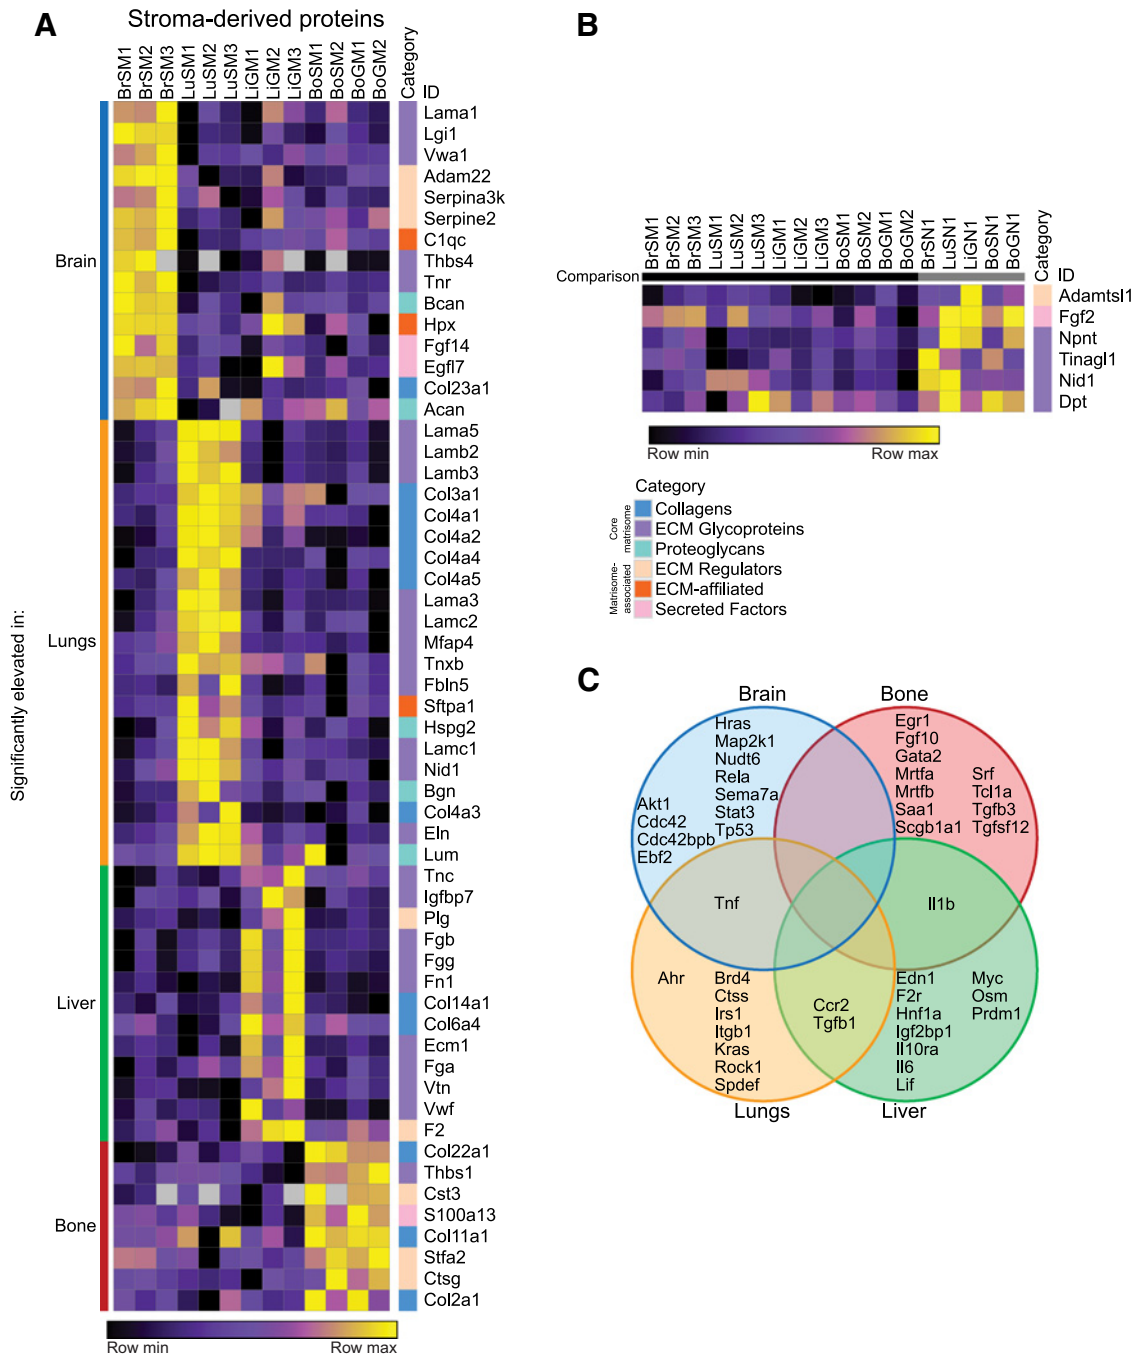 A
Stroma-derived proteins
BrSM1
BrSM2
BrSM3
LuSM1
LuSM2
LuSM3
LiGM1
LiGM2
LiGM3
BoSM1
BoSM2
BoGM1
BoGM2
Category
ID
Lama1
Lgi1
Vwa1
Adam22
Serpina3k
Serpine2
C1qc
Thbs4
Tnr
Bcan
Hpx
Fgf14
Egfl7
Col23a1
Acan
Lama5
Lamb2
Lamb3
Col3a1
Col4a1
Col4a2
Col4a4
Col4a5
Lama3
Lamc2
Mfap4
Tnxb
Fbln5
Sftpa1
Hspg2
Lamc1
Nid1
Bgn
Col4a3
Eln
Lum
Tnc
Igfbp7
Plg
Fgb
Fgg
Fn1
Col14a1
Col6a4
Ecm1
Fga
Vtn
Vwf
F2
Col22a1
Thbs1
Cst3
S100a13
Col11a1
Stfa2
Ctsg
Col2a1
Significantly elevated in:
Brain
Lungs
Liver
Bone
Row min
Row max
B
BrSM1
BrSM2
BrSM3
LuSM1
LuSM2
LuSM3
LiGM1
LiGM2
LiGM3
BoSM1
BoSM2
BoGM1
BoGM2
BrSN1
LuSN1
LiGN1
BoSN1
BoGN1
Category
Comparison
ID
Adamtsl1
Fgf2
Npnt
Tinagl1
Nid1
Dpt
Row min
Row max
Category
Core matrisome
Collagens
ECM Glycoproteins
Proteoglycans
Matrisome-associated
ECM Regulators
ECM-affiliated
Secreted Factors
C
Brain
Bone
Hras
Map2k1
Nudt6
Rela
Sema7a
Stat3
Tp53
Akt1
Cdc42
Cdc42bpb
Ebf2
Egr1
Fgf10
Gata2
Mrtfa
Mrtfb
Saa1
Scgb1a1
Srf
Tcl1a
Tgfb3
Tgfsf12
Tnf
Il1b
Ahr
Brd4
Ctss
Irs1
Itgb1
Kras
Rock1
Spdef
Ccr2
Tgfb1
Edn1
F2r
Hnf1a
Igf2bp1
Il10ra
Il6
Lif
Myc
Osm
Prdm1
Lungs
Liver